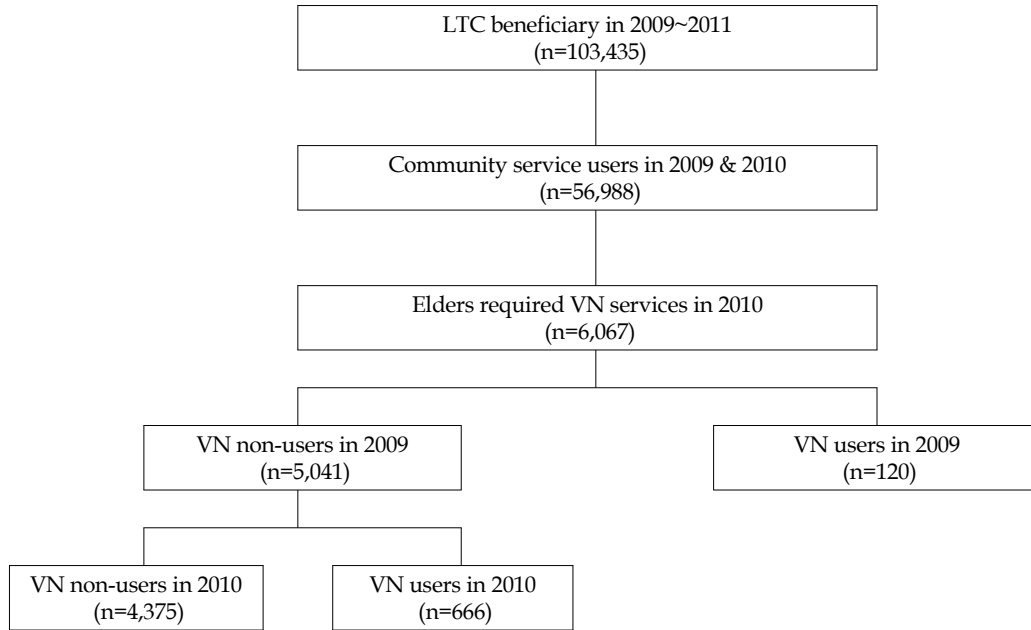 LTC beneficiary in 2009~2011
(n=103,435)
Community service users in 2009 & 2010
(n=56,988)
Elders required VN services in 2010
(n=6,067)
VN non-users in 2009
(n=5,041)
VN users in 2009
(n=120)
VN non-users in 2010
(n=4,375)
VN users in 2010
(n=666)